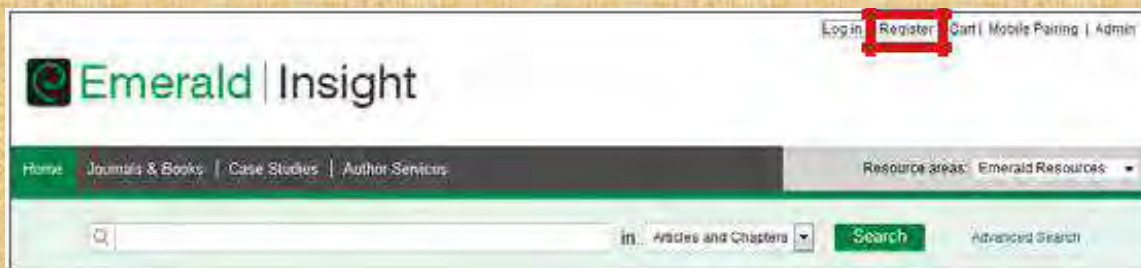 Log in | Register | Cart | Mobile Pairing | Admin
Emerald | Insight
Home Journals & Books | Case Studies | Author Services Resource areas: Emerald Resources
in Articles and Chapters Search Advanced Search